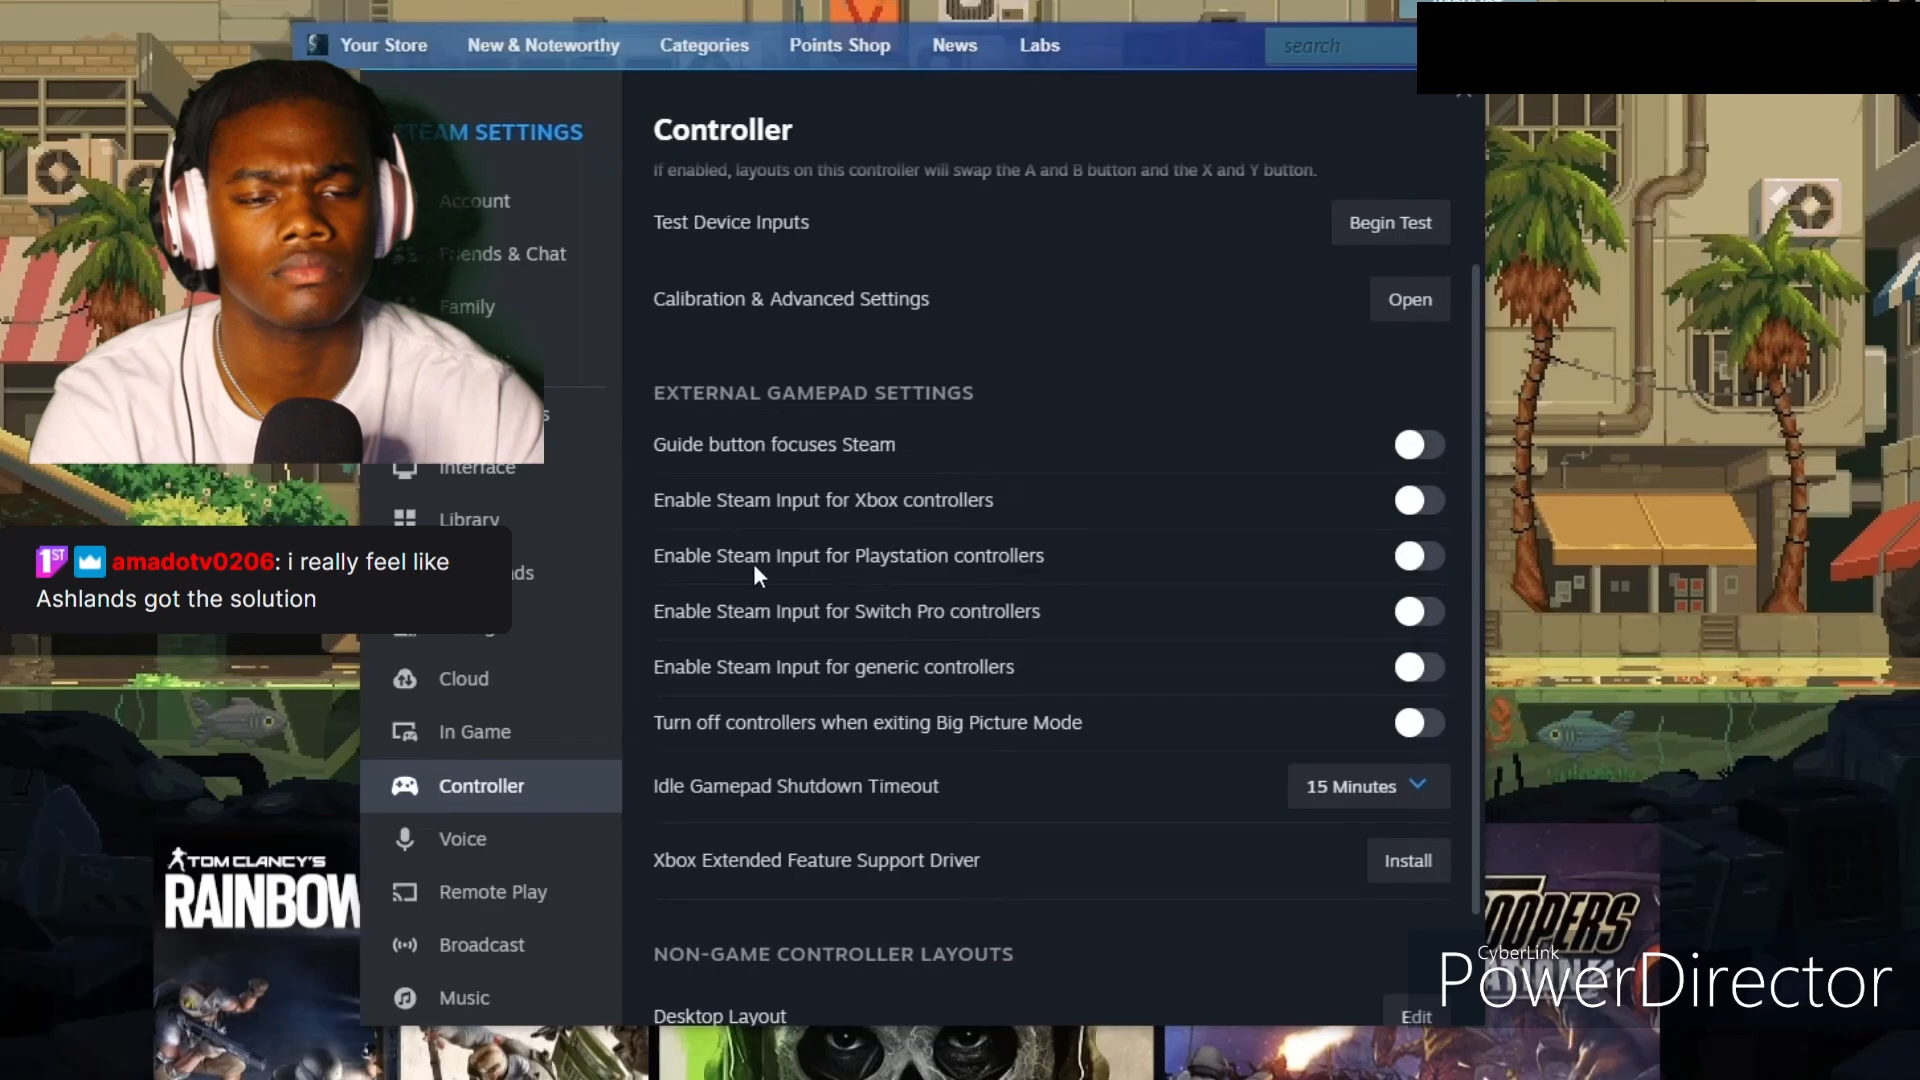 Your Store
New & Noteworthy
Categories
Points Shop
News
Labs
search
STEAM SETTINGS
Account
Friends & Chat
Family
Interface
Library
Cloud
In Game
Controller
Voice
Remote Play
Broadcast
Music
Controller
If enabled, layouts on this controller will swap the A and B button and the X and Y button.
Test Device Inputs
Begin Test
Calibration & Advanced Settings
Open
EXTERNAL GAMEPAD SETTINGS
Guide button focuses Steam
Enable Steam Input for Xbox controllers
Enable Steam Input for Playstation controllers
Enable Steam Input for Switch Pro controllers
Enable Steam Input for generic controllers
Turn off controllers when exiting Big Picture Mode
Idle Gamepad Shutdown Timeout
15 Minutes
Xbox Extended Feature Support Driver
Install
NON-GAME CONTROLLER LAYOUTS
Desktop Layout
Edit
1ST amadotv0206: i really feel like
Ashlands got the solution
TOM CLANCY'S
RAINBOW
OOPERS
CyberLink
PowerDirector